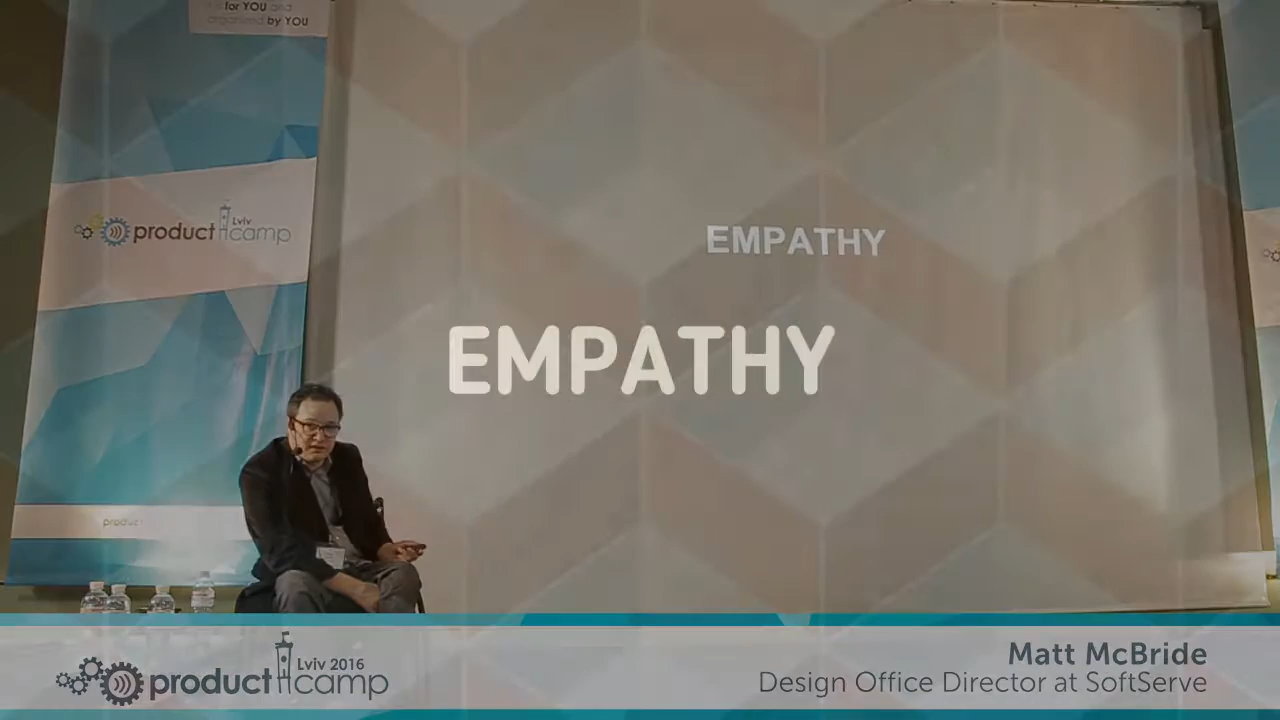 for YOU and
organized by YOU
Lviv
product camp
EMPATHY
EMPATHY
product
Lviv 2016
product camp
Matt McBride
Design Office Director at SoftServe